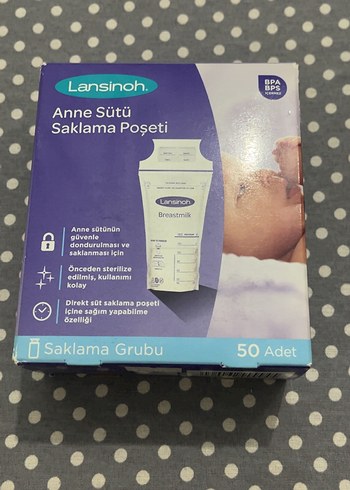 Lansinoh®
BPA
BPS
İÇERMEZ
Anne Sütü
Saklama Poşeti
Lansinoh
Breastmilk
Anne sütünün
güvenle
dondurulması ve
saklanması için
Önceden sterilize
edilmiş, kullanımı
kolay
Direkt süt saklama poşeti
içine sağım yapabilme
özelliği
Saklama Grubu
50 Adet